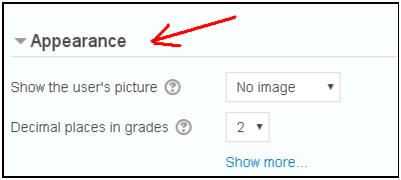 Appearance
Show the user's picture No image
Decimal places in grades 2
Show more...